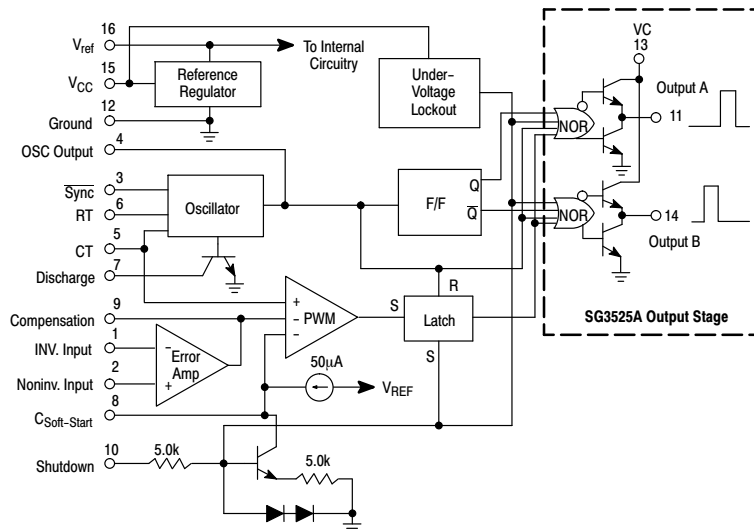 16
Vref
To Internal
Circuitry
15
VCC
Reference
Regulator
Under–
Voltage
Lockout
12
Ground
4
OSC Output
3
Sync
6
RT
Oscillator
5
CT
7
Discharge
F/F
Q
Q
9
Compensation
1
INV. Input
2
Noninv. Input
8
CSoft–Start
+
–
–
PWM
–
Error
Amp
+
S
R
Latch
S
50µA
VREF
10
Shutdown
5.0k
5.0k
VC
13
NOR
Output A
11
NOR
14
Output B
SG3525A Output Stage